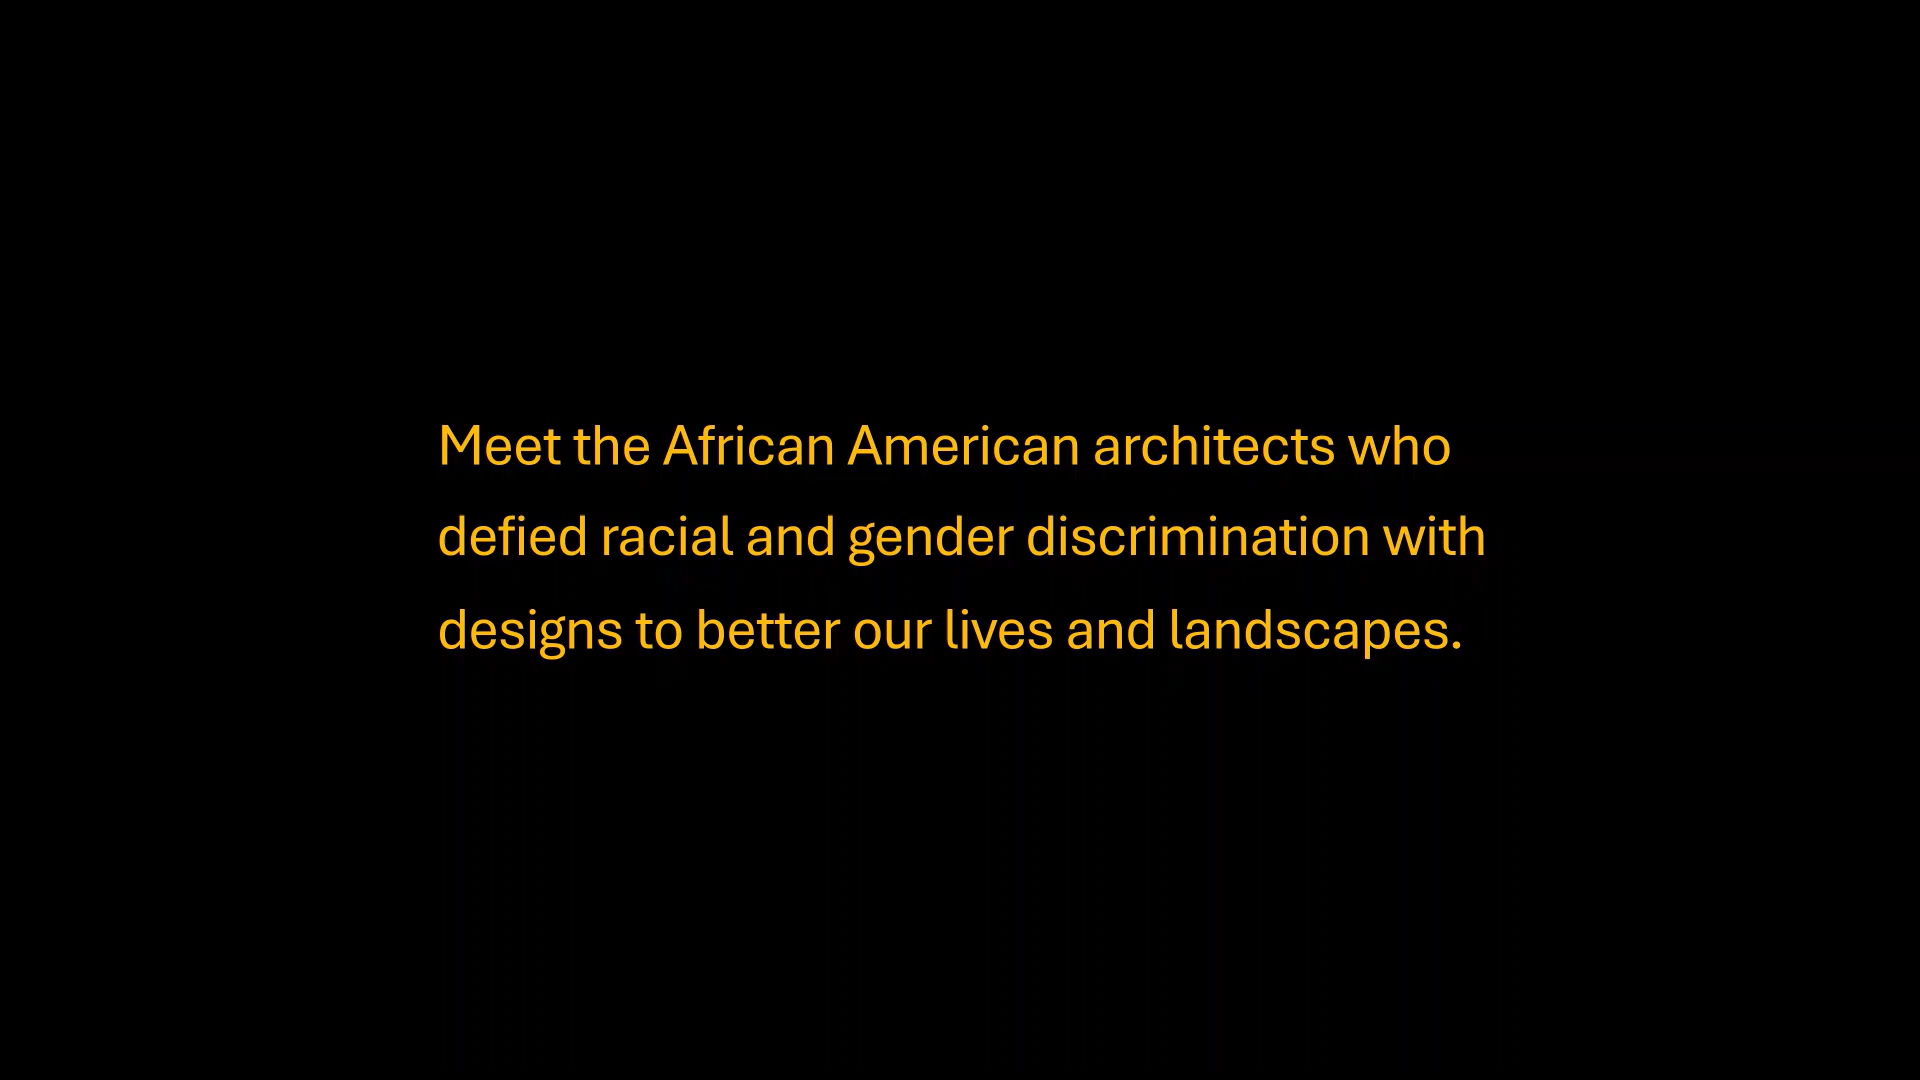 Meet the African American architects who
defied racial and gender discrimination with
designs to better our lives and landscapes.